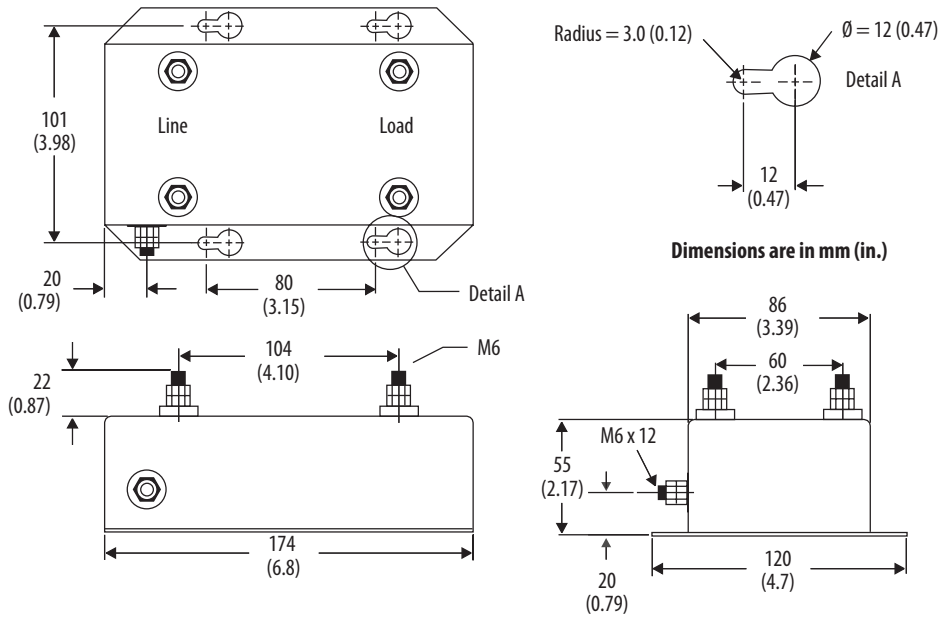 Radius = 3.0 (0.12)
Ø = 12 (0.47)
Detail A
101
(3.98)
Line
Load
12
(0.47)
Dimensions are in mm (in.)
20
(0.79)
80
(3.15)
Detail A
86
(3.39)
104
(4.10)
M6
60
(2.36)
22
(0.87)
M6 x 12
55
(2.17)
174
(6.8)
20
(0.79)
120
(4.7)